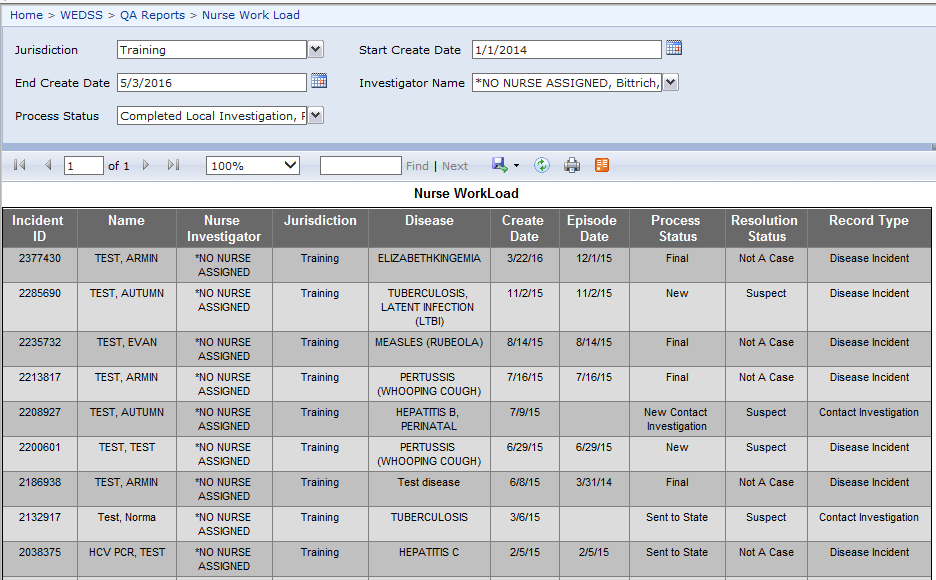 Home > WEDSS > QA Reports > Nurse Work Load
Jurisdiction Training Start Create Date 1/1/2014
End Create Date 5/3/2016 Investigator Name *NO NURSE ASSIGNED, Bittrich,
Process Status Completed Local Investigation, F
1 of 1 100% Find | Next
Nurse WorkLoad
Incident ID Name Nurse Investigator Jurisdiction Disease Create Date Episode Date Process Status Resolution Status Record Type
2377430 TEST, ARMIN *NO NURSE ASSIGNED Training ELIZABETHKINGEMIA 3/22/16 12/1/15 Final Not A Case Disease Incident
2285690 TEST, AUTUMN *NO NURSE ASSIGNED Training TUBERCULOSIS, LATENT INFECTION (LTBI) 11/2/15 11/2/15 New Suspect Disease Incident
2235732 TEST, EVAN *NO NURSE ASSIGNED Training MEASLES (RUBEOLA) 8/14/15 8/14/15 Final Not A Case Disease Incident
2213817 TEST, ARMIN *NO NURSE ASSIGNED Training PERTUSSIS (WHOOPING COUGH) 7/16/15 7/16/15 Final Not A Case Disease Incident
2208927 TEST, AUTUMN *NO NURSE ASSIGNED Training HEPATITIS B, PERINATAL 7/9/15 New Contact Investigation Suspect Contact Investigation
2200601 TEST, TEST *NO NURSE ASSIGNED Training PERTUSSIS (WHOOPING COUGH) 6/29/15 6/29/15 New Suspect Disease Incident
2186938 TEST, ARMIN *NO NURSE ASSIGNED Training Test disease 6/8/15 3/31/14 Final Not A Case Disease Incident
2132917 Test, Norma *NO NURSE ASSIGNED Training TUBERCULOSIS 3/6/15 Sent to State Suspect Contact Investigation
2038375 HCV PCR, TEST *NO NURSE ASSIGNED Training HEPATITIS C 2/5/15 2/5/15 Sent to State Not A Case Disease Incident